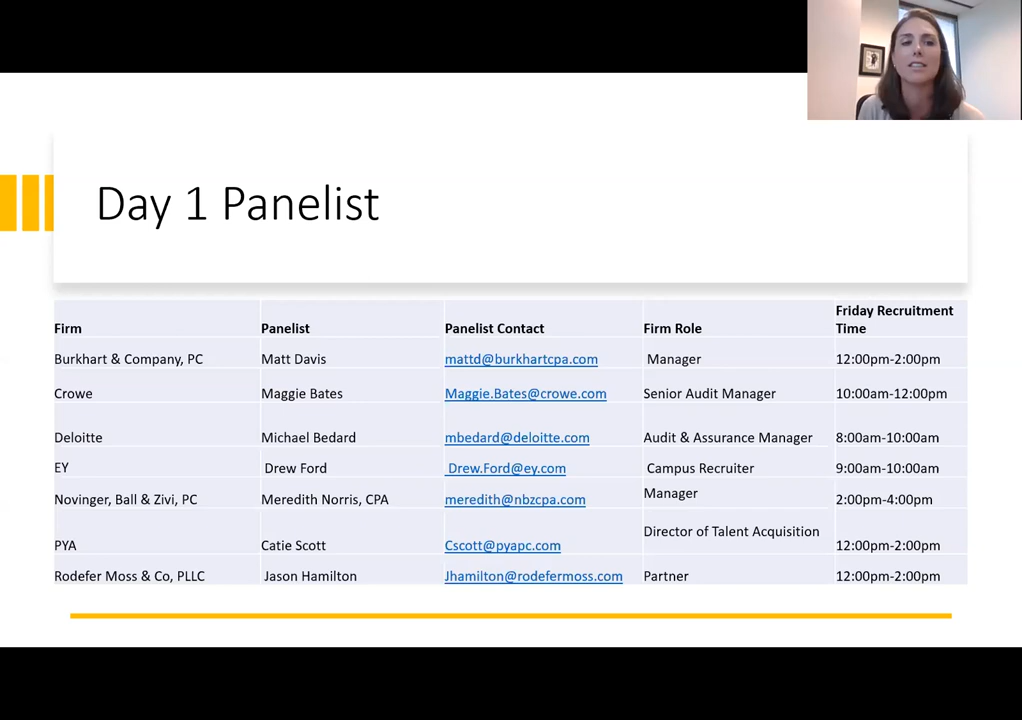 Day 1 Panelist
Firm Panelist Panelist Contact Firm Role Friday Recruitment Time
Burkhart & Company, PC Matt Davis mattd@burkhartcpa.com Manager 12:00pm-2:00pm
Crowe Maggie Bates Maggie.Bates@crowe.com Senior Audit Manager 10:00am-12:00pm
Deloitte Michael Bedard mbedard@deloitte.com Audit & Assurance Manager 8:00am-10:00am
EY Drew Ford Drew.Ford@ey.com Campus Recruiter 9:00am-10:00am
Novinger, Ball & Zivi, PC Meredith Norris, CPA meredith@nbzcpa.com Manager 2:00pm-4:00pm
PYA Catie Scott Cscott@pyapc.com Director of Talent Acquisition 12:00pm-2:00pm
Rodefer Moss & Co, PLLC Jason Hamilton Jhamilton@rodefermoss.com Partner 12:00pm-2:00pm